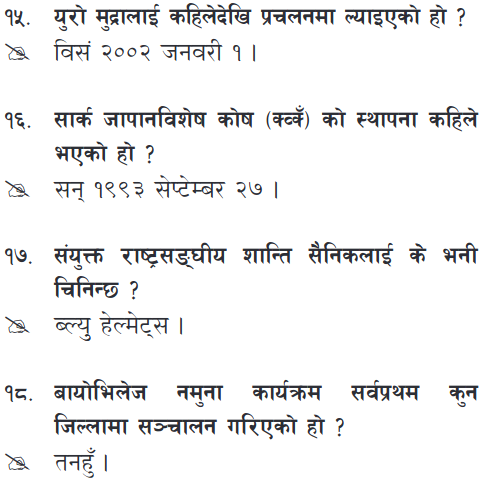 १५. युरो मुद्रालाई कहिलेदेखि प्रचलनमा ल्याइएको हो ?
विसं २००२ जनवरी १ ।
१६. सार्क जापानविशेष कोष (क्व्क्ँ) को स्थापना कहिले
भएको हो ?
सन् १९९३ सेप्टेम्बर २७ ।
१७. संयुक्त राष्ट्रसङ्घीय शान्ति सैनिकलाई के भनी
चिनिन्छ ?
ब्ल्यु हेल्मेट्स ।
१८. बायोभिलेज नमुना कार्यक्रम सर्वप्रथम कुन
जिल्लामा सञ्चालन गरिएको हो ?
तनहुँ ।